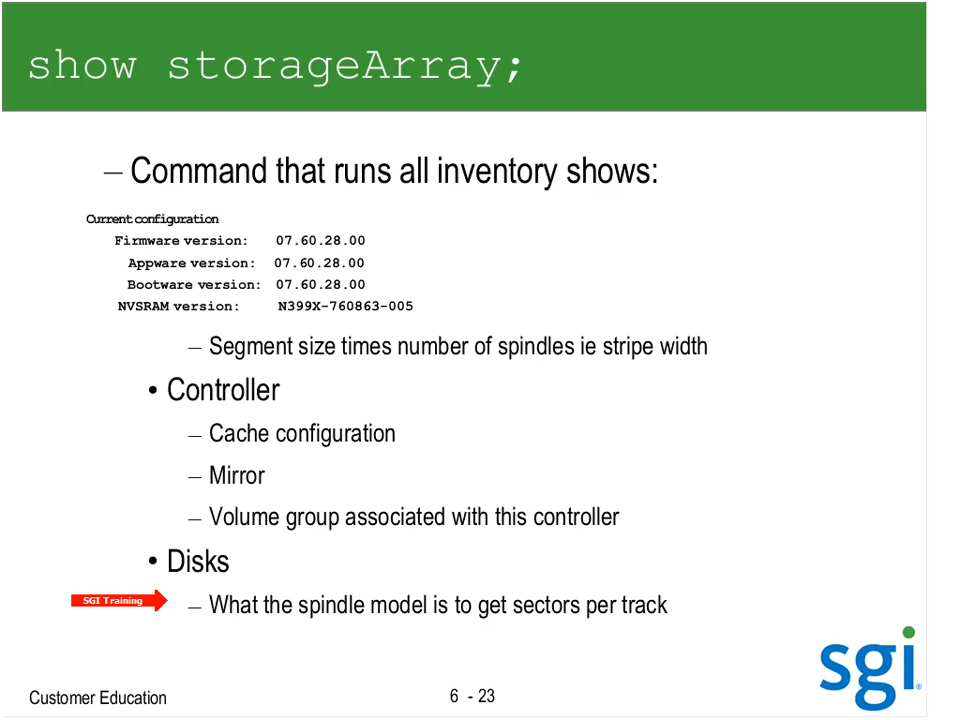 show storageArray;
– Command that runs all inventory shows:
Current configuration
Firmware version: 07.60.28.00
Appware version: 07.60.28.00
Bootware version: 07.60.28.00
NVSRAM version: N399X-760863-005
– Segment size times number of spindles ie stripe width
• Controller
– Cache configuration
– Mirror
– Volume group associated with this controller
• Disks
SGI Training
– What the spindle model is to get sectors per track
sgi®
Customer Education
6 - 23